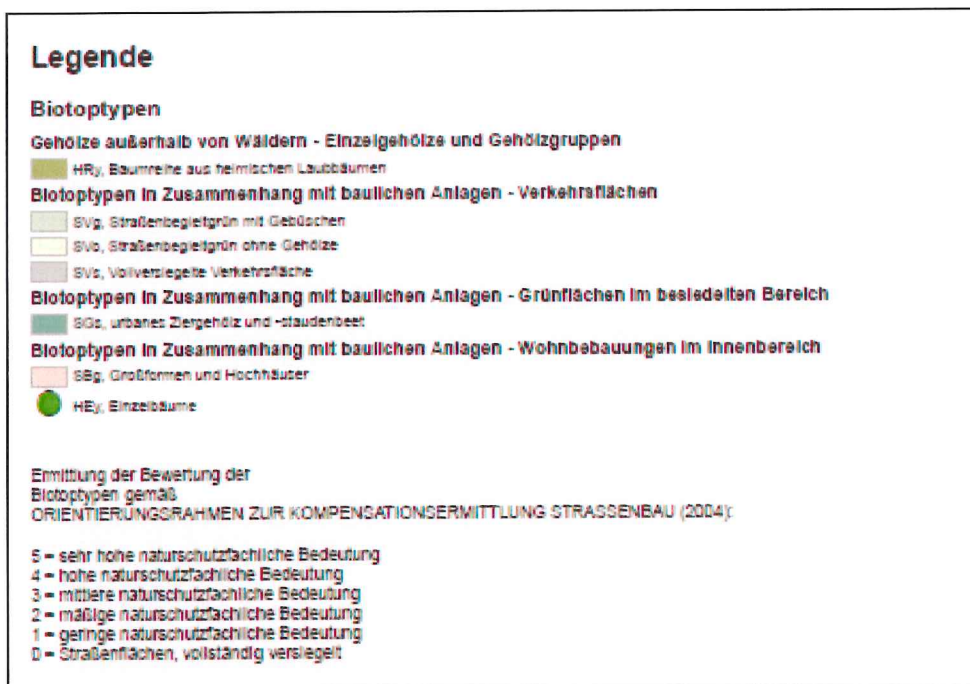 Legende
Biotoptypen
Gehölze außerhalb von Wäldern - Einzelgehölze und Gehölzgruppen
HRy, Baumreihe aus heimischen Laubbäumen
Biotoptypen in Zusammenhang mit baulichen Anlagen - Verkehrsflächen
SVg, Straßenbegleitgrün mit Gebüschen
SVo, Straßenbegleitgrün ohne Gehölze
SVs, Vollversiegelte Verkehrsfläche
Biotoptypen in Zusammenhang mit baulichen Anlagen - Grünflächen im besiedelten Bereich
SGs, urbanes Ziergehölz und -staudenbeet
Biotoptypen in Zusammenhang mit baulichen Anlagen - Wohnbebauungen im Innenbereich
SBg, Großformen und Hochhäuser
HEy, Einzelbäume
Ermittlung der Bewertung der
Biotoptypen gemäß
ORIENTIERUNGSRAHMEN ZUR KOMPENSATIONSERMITTLUNG STRASSENBAU (2004):
5 = sehr hohe naturschutzfachliche Bedeutung
4 = hohe naturschutzfachliche Bedeutung
3 = mittlere naturschutzfachliche Bedeutung
2 = mäßige naturschutzfachliche Bedeutung
1 = geringe naturschutzfachliche Bedeutung
0 = Straßenflächen, vollständig versiegelt